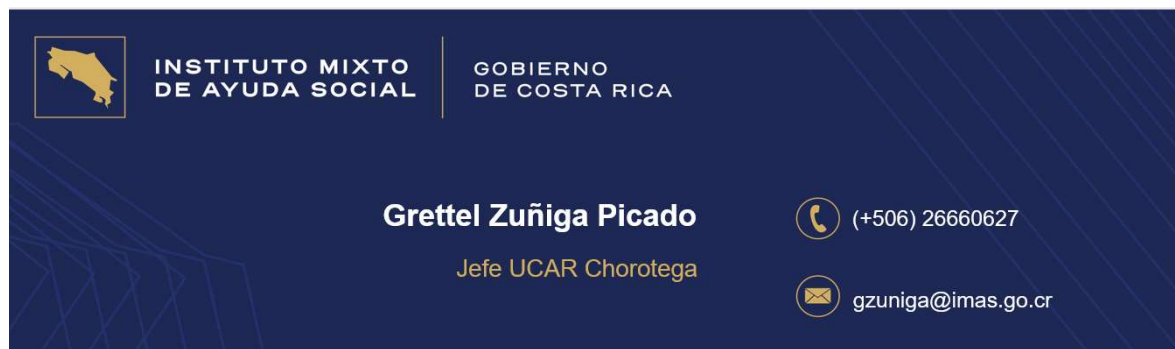 INSTITUTO MIXTO
DE AYUDA SOCIAL
GOBIERNO
DE COSTA RICA
Grettel Zuñiga Picado
Jefe UCAR Chorotega
(+506) 26660627
gzuniga@imas.go.cr